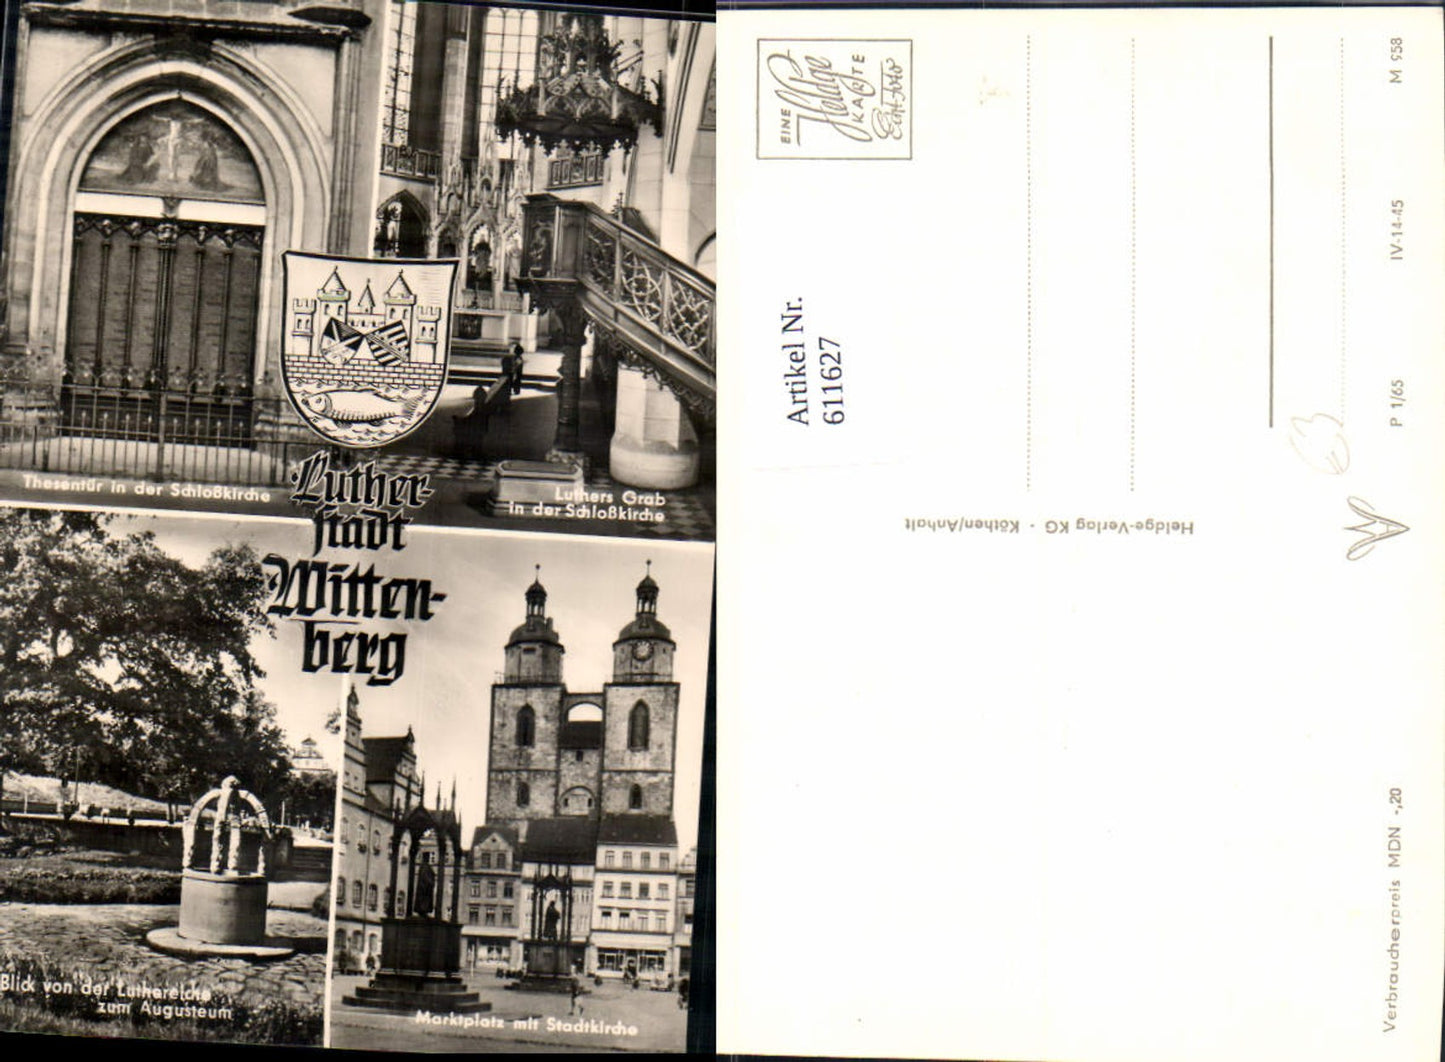 Thesentür in der Schloßkirche
Luthers Grab
in der Schloßkirche
Luther-
stadt
Witten-
berg
Blick von der Luthereiche
zum Augusteum
Marktplatz mit Stadtkirche
EINE
Heldge
KARTE
Echt-Foto
Artikel Nr.
611627
Heldge-Verlag KG · Köthen/Anhalt
63
M 958
IV-14-45
P 1/65
Verbraucherpreis MDN -,20